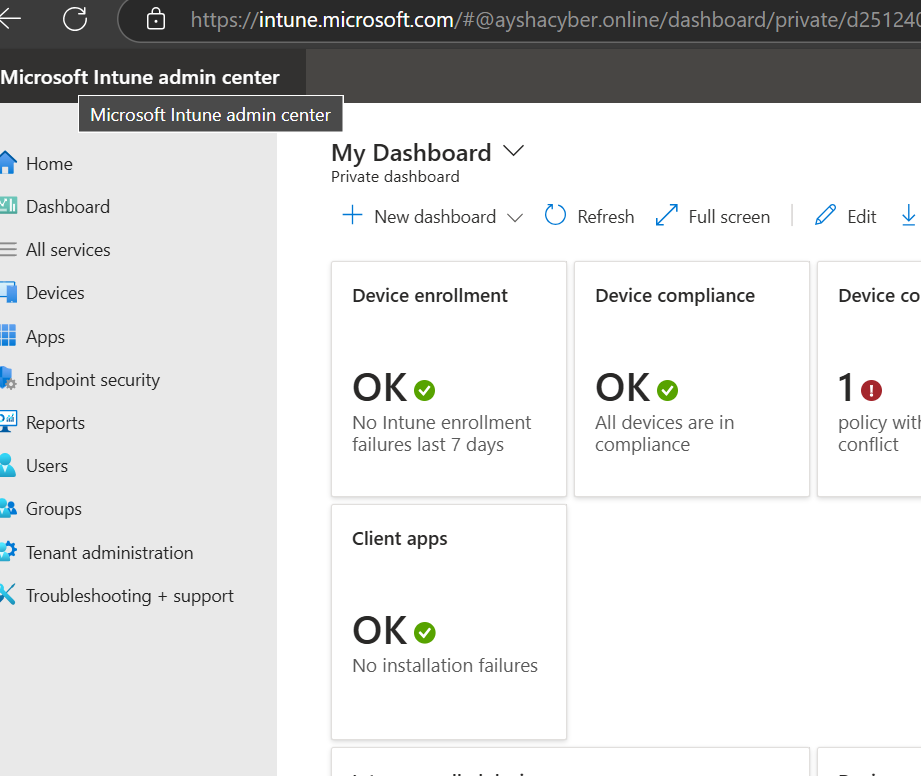 https://intune.microsoft.com/#@ayshacyber.online/dashboard/private/d25124
Microsoft Intune admin center
Microsoft Intune admin center
Home
Dashboard
All services
Devices
Apps
Endpoint security
Reports
Users
Groups
Tenant administration
Troubleshooting + support
My Dashboard
Private dashboard
New dashboard
Refresh
Full screen
Edit
Device enrollment
OK
No Intune enrollment
failures last 7 days
Device compliance
OK
All devices are in
compliance
Device co
1
policy with
conflict
Client apps
OK
No installation failures